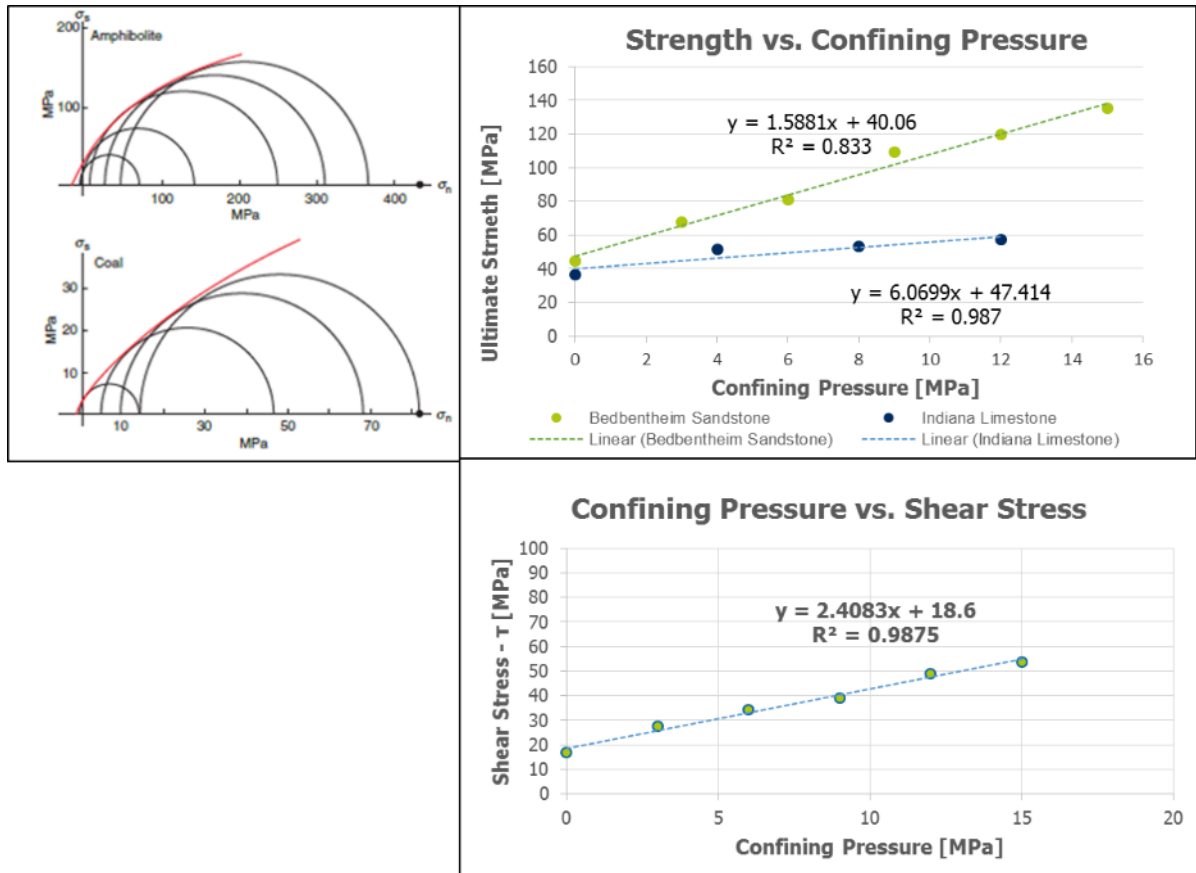 σs
200
Amphibolite
MPa
100
100
200
300
400
σn
MPa
σs
Coal
30
MPa
20
10
10
30
50
70
σn
MPa
Strength vs. Confining Pressure
Ultimate Strneth [MPa]
160
140
120
100
80
60
40
20
0
y = 1.5881x + 40.06
R² = 0.833
y = 6.0699x + 47.414
R² = 0.987
0
2
4
6
8
10
12
14
16
Confining Pressure [MPa]
Bedbentheim Sandstone
Indiana Limestone
Linear (Bedbentheim Sandstone)
Linear (Indiana Limestone)
Confining Pressure vs. Shear Stress
Shear Stress - τ [MPa]
100
90
80
70
60
50
40
30
20
10
0
y = 2.4083x + 18.6
R² = 0.9875
0
5
10
15
20
Confining Pressure [MPa]